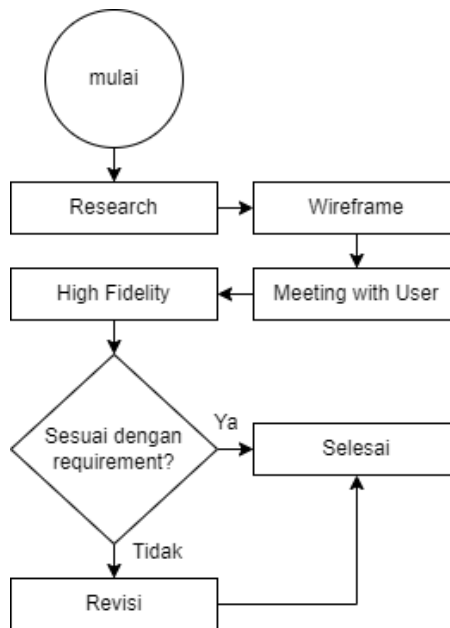 mulai
Research
Wireframe
High Fidelity
Meeting with User
Sesuai dengan
requirement?
Ya
Selesai
Tidak
Revisi